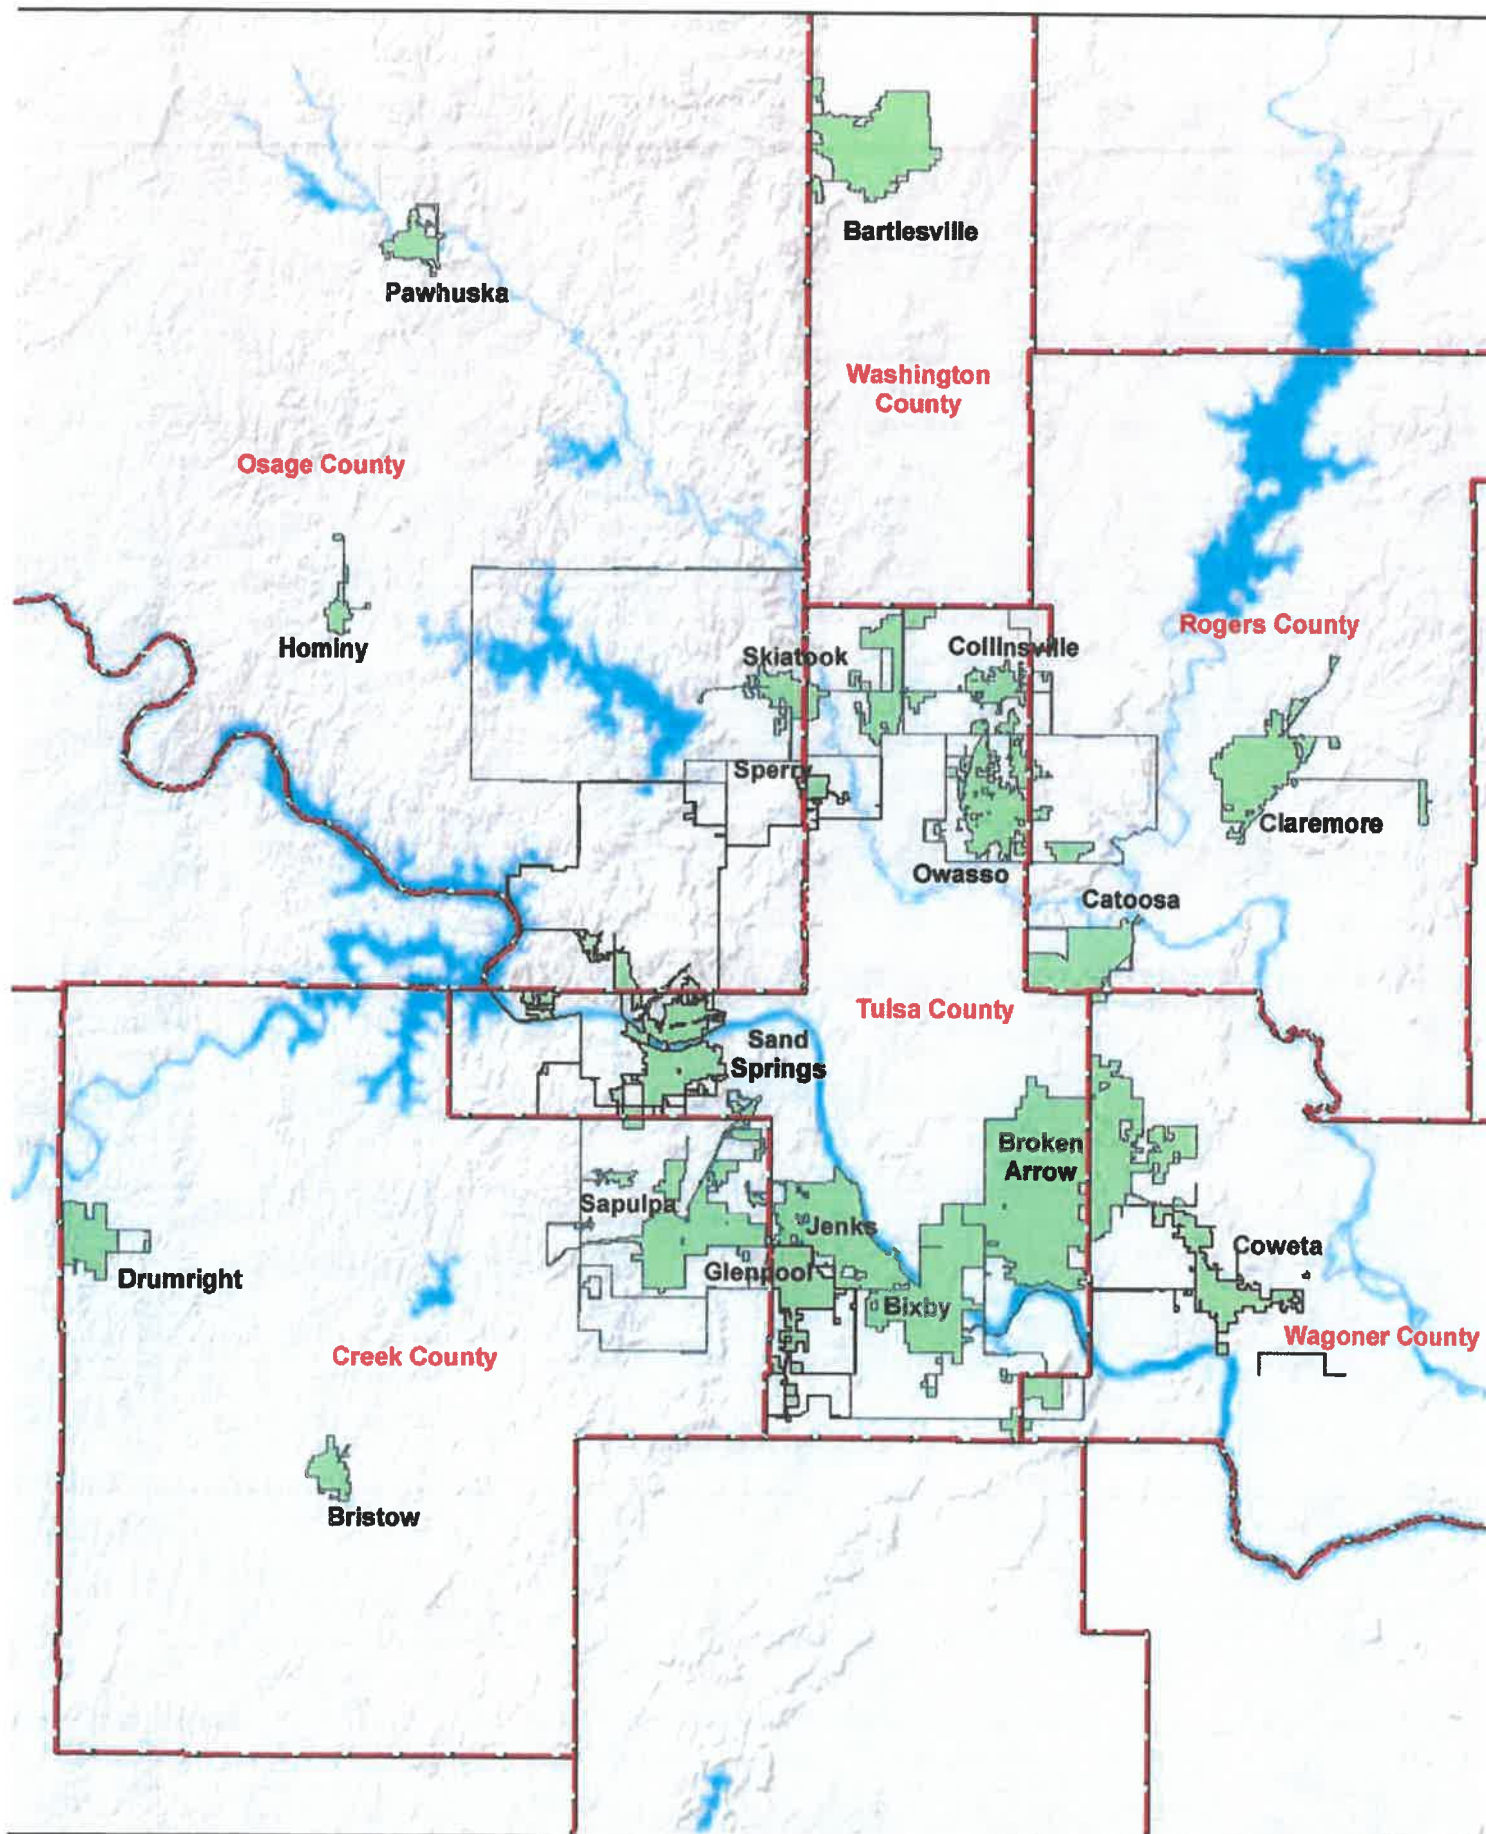 Bartlesville
Pawhuska
Washington
County
Osage County
Rogers County
Hominy
Skiatook
Collinsville
Sperry
Claremore
Owasso
Catoosa
Tulsa County
Sand
Springs
Broken
Arrow
Sapulpa
Jenks
Coweta
Drumright
Glenpool
Bixby
Wagoner County
Creek County
Bristow